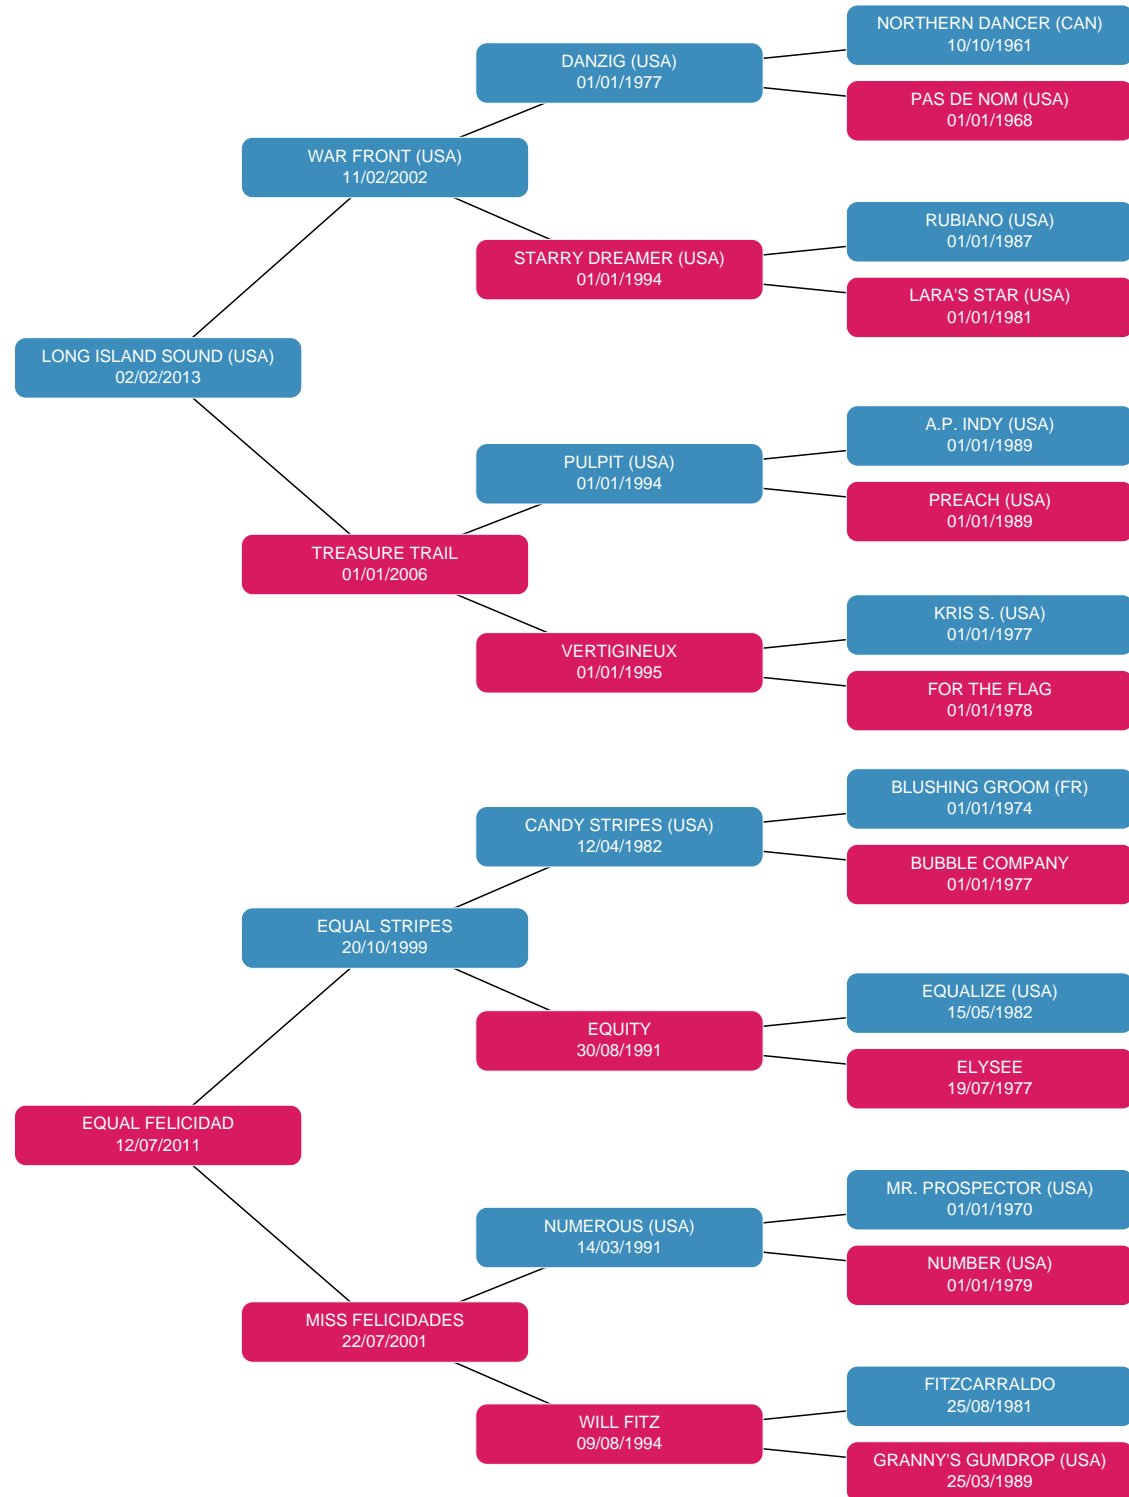 NORTHERN DANCER (CAN)
10/10/1961
DANZIG (USA)
01/01/1977
PAS DE NOM (USA)
01/01/1968
WAR FRONT (USA)
11/02/2002
RUBIANO (USA)
01/01/1987
STARRY DREAMER (USA)
01/01/1994
LARA'S STAR (USA)
01/01/1981
LONG ISLAND SOUND (USA)
02/02/2013
A.P. INDY (USA)
01/01/1989
PULPIT (USA)
01/01/1994
PREACH (USA)
01/01/1989
TREASURE TRAIL
01/01/2006
KRIS S. (USA)
01/01/1977
VERTIGINEUX
01/01/1995
FOR THE FLAG
01/01/1978
BLUSHING GROOM (FR)
01/01/1974
CANDY STRIPES (USA)
12/04/1982
BUBBLE COMPANY
01/01/1977
EQUAL STRIPES
20/10/1999
EQUALIZE (USA)
15/05/1982
EQUITY
30/08/1991
ELYSEE
19/07/1977
EQUAL FELICIDAD
12/07/2011
MR. PROSPECTOR (USA)
01/01/1970
NUMEROUS (USA)
14/03/1991
NUMBER (USA)
01/01/1979
MISS FELICIDADES
22/07/2001
FITZCARRALDO
25/08/1981
WILL FITZ
09/08/1994
GRANNY'S GUMDROP (USA)
25/03/1989